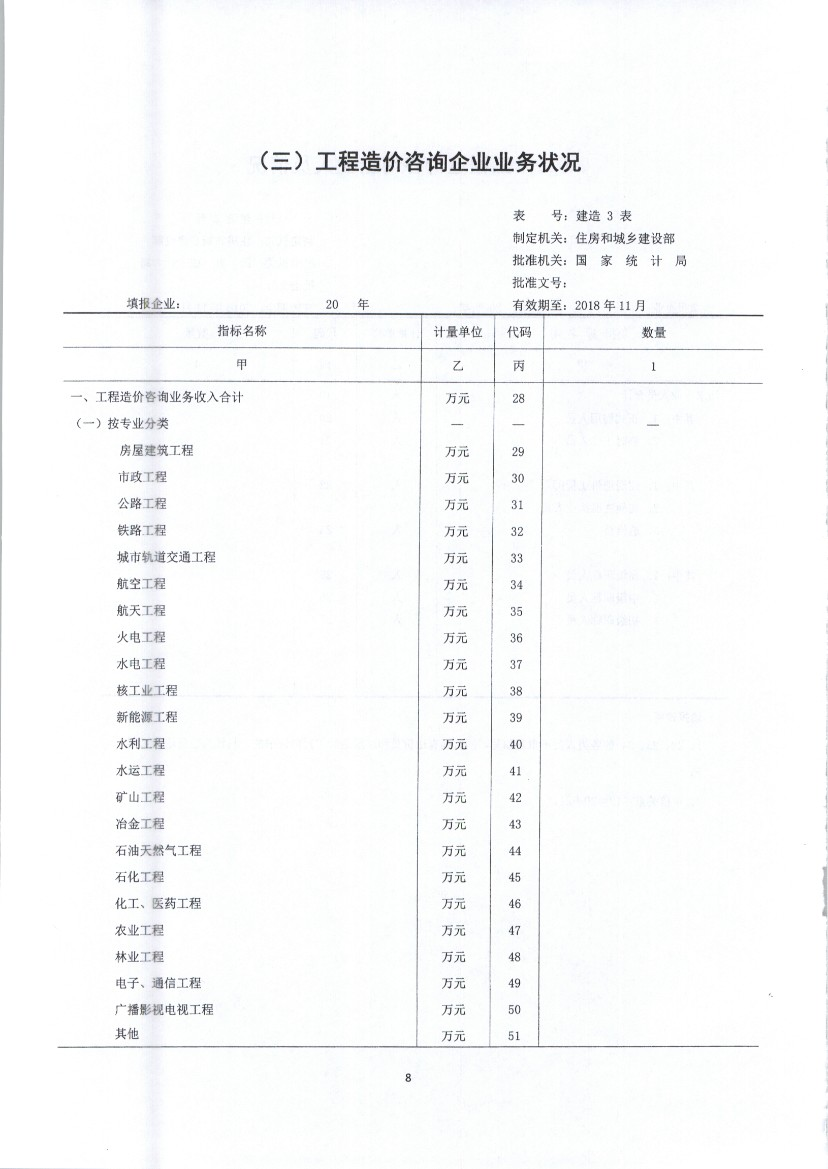 （三）工程造价咨询企业业务状况
表　　号：建造 3 表
制定机关：住房和城乡建设部
批准机关：国　家　统　计　局
批准文号：
填报企业：　　20　年　　有效期至：2018 年 11 月
指标名称　计量单位　代码　数量
甲　乙　丙　1
一、工程造价咨询业务收入合计　万元　28
（一）按专业分类　—　—　—
房屋建筑工程　万元　29
市政工程　万元　30
公路工程　万元　31
铁路工程　万元　32
城市轨道交通工程　万元　33
航空工程　万元　34
航天工程　万元　35
火电工程　万元　36
水电工程　万元　37
核工业工程　万元　38
新能源工程　万元　39
水利工程　万元　40
水运工程　万元　41
矿山工程　万元　42
冶金工程　万元　43
石油天然气工程　万元　44
石化工程　万元　45
化工、医药工程　万元　46
农业工程　万元　47
林业工程　万元　48
电子、通信工程　万元　49
广播影视电视工程　万元　50
其他　万元　51
8